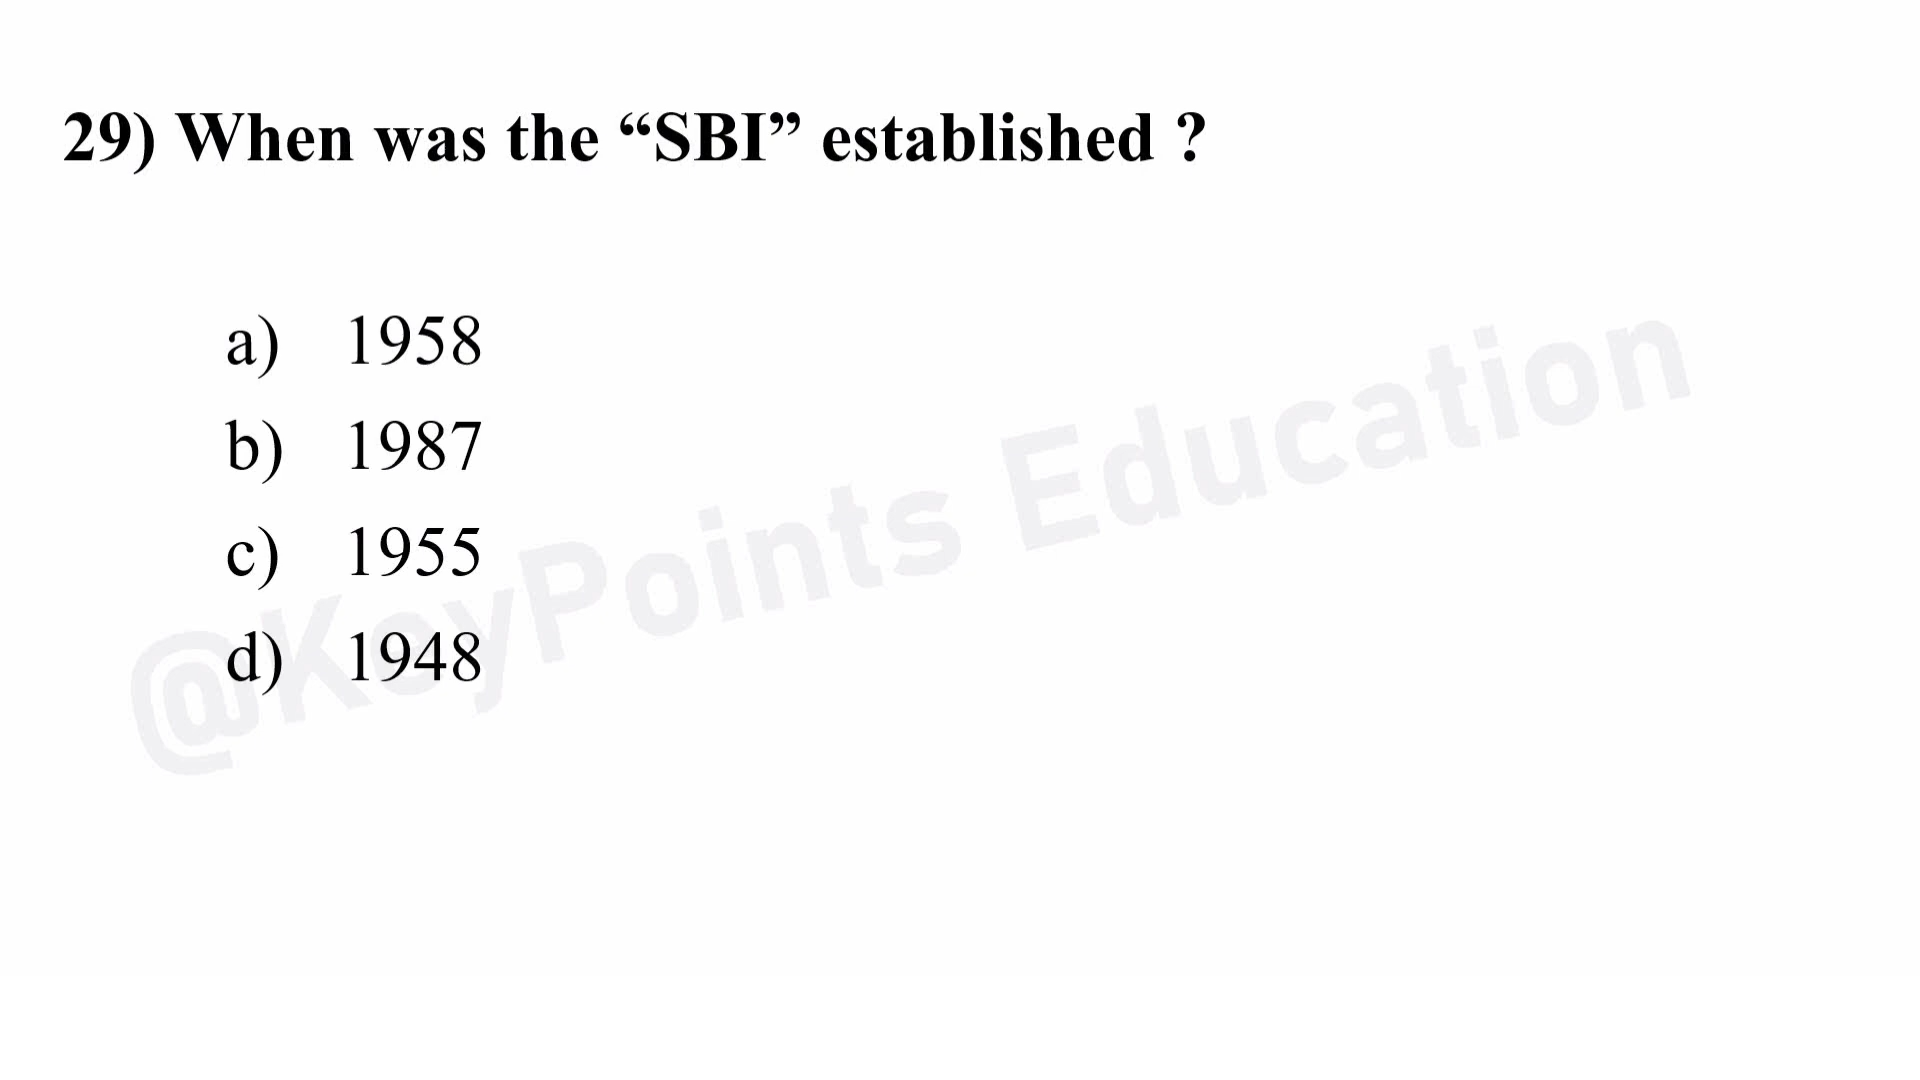 29) When was the “SBI” established ?
a) 1958
b) 1987
c) 1955
d) 1948
@KeyPoints Education